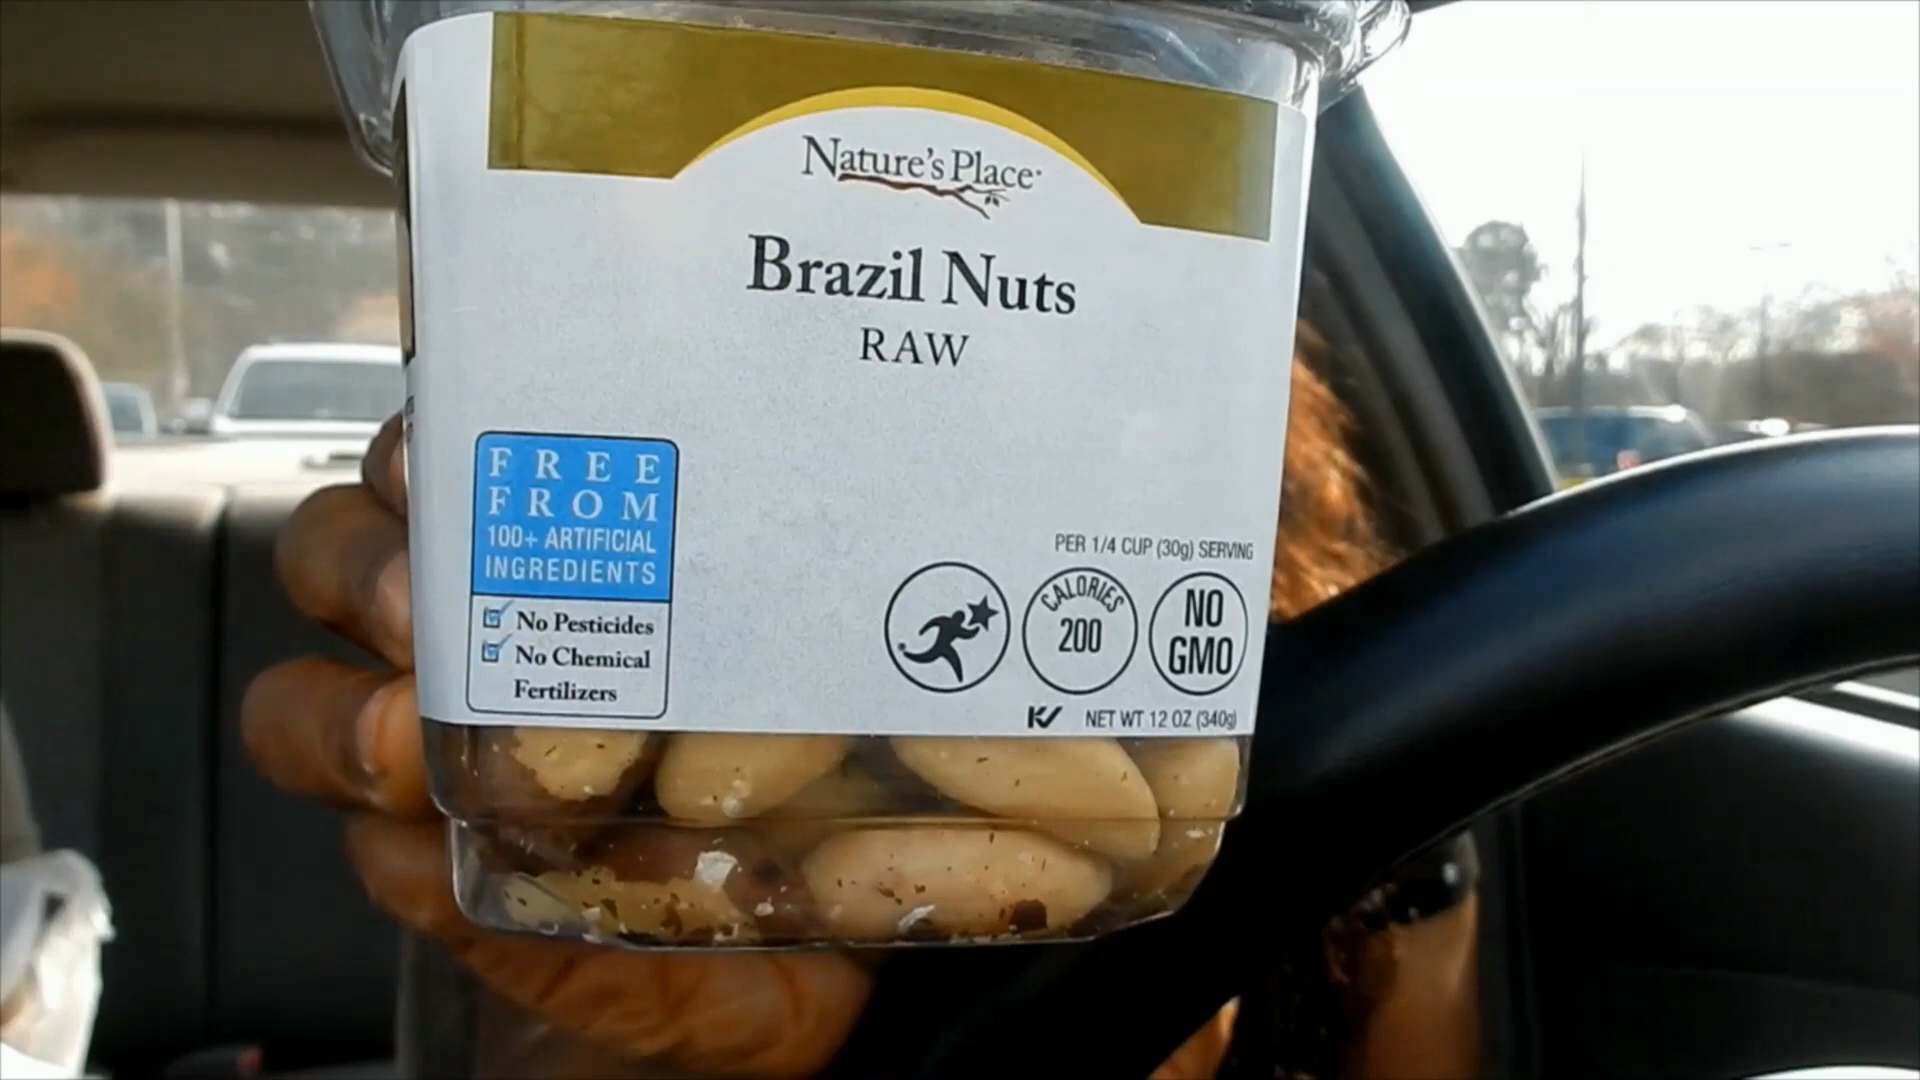 Nature's Place
Brazil Nuts
RAW
FREE
FROM
100+ ARTIFICIAL
INGREDIENTS
No Pesticides
No Chemical
Fertilizers
PER 1/4 CUP (30g) SERVING
CALORIES
200
NO
GMO
NET WT 12 OZ (340g)